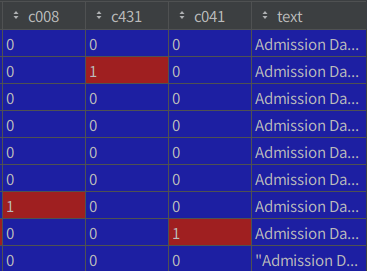 c008 c431 c041 text
0 0 0 Admission Da...
0 1 0 Admission Da...
0 0 0 Admission Da...
0 0 0 Admission Da...
0 0 0 Admission Da...
0 0 0 Admission Da...
1 0 0 Admission Da...
0 0 1 Admission Da...
0 0 0 "Admission D...